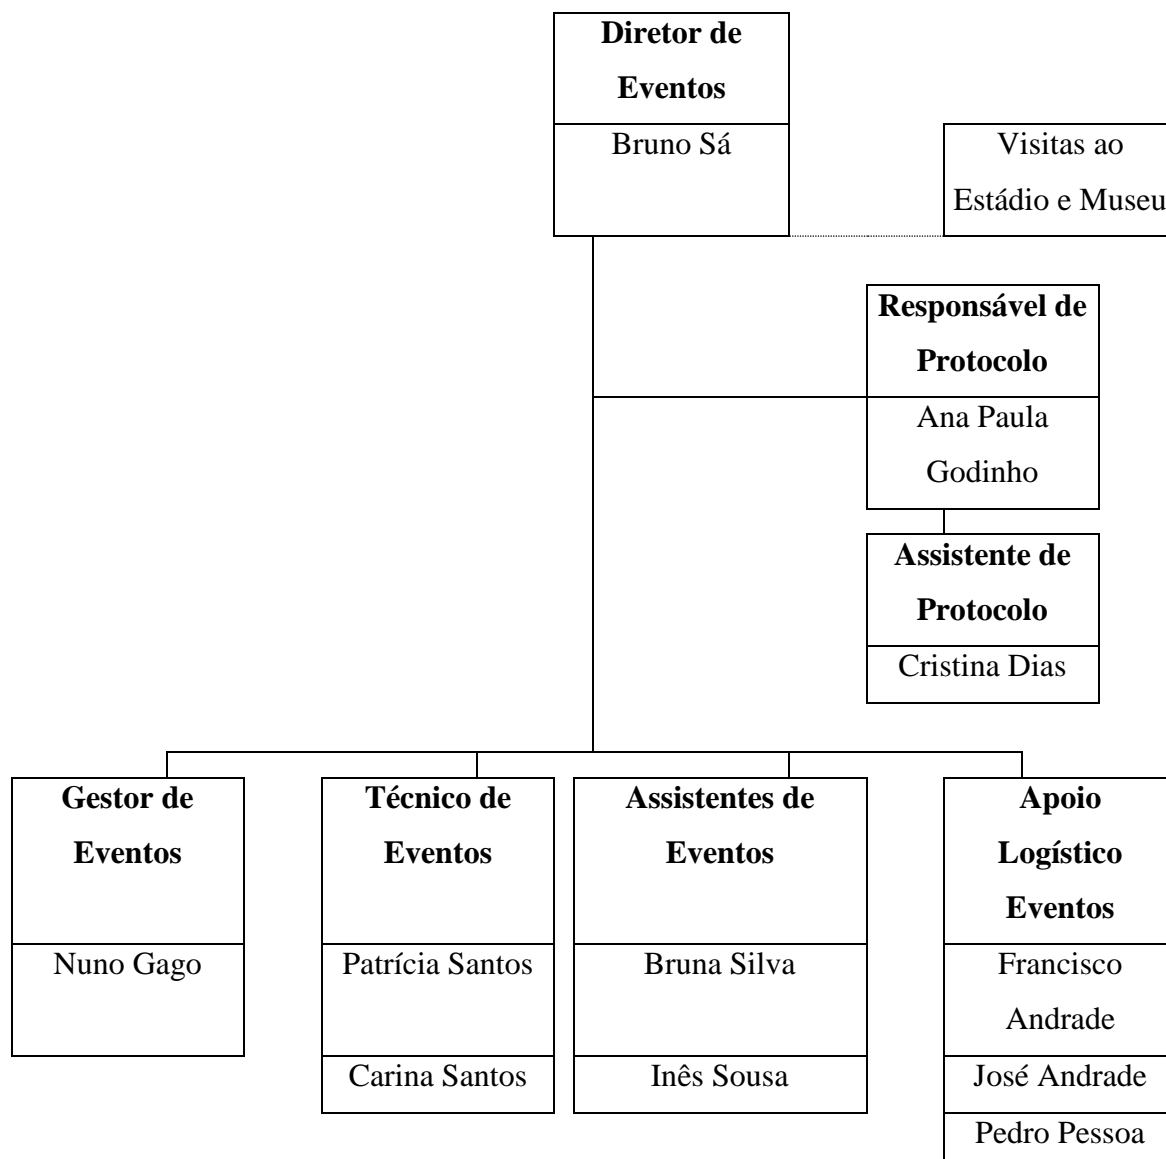 Diretor de
Eventos
Bruno Sá
Visitas ao
Estádio e Museu
Responsável de
Protocolo
Ana Paula
Godinho
Assistente de
Protocolo
Cristina Dias
Gestor de
Eventos
Nuno Gago
Técnico de
Eventos
Patrícia Santos
Carina Santos
Assistentes de
Eventos
Bruna Silva
Inês Sousa
Apoio
Logístico
Eventos
Francisco
Andrade
José Andrade
Pedro Pessoa